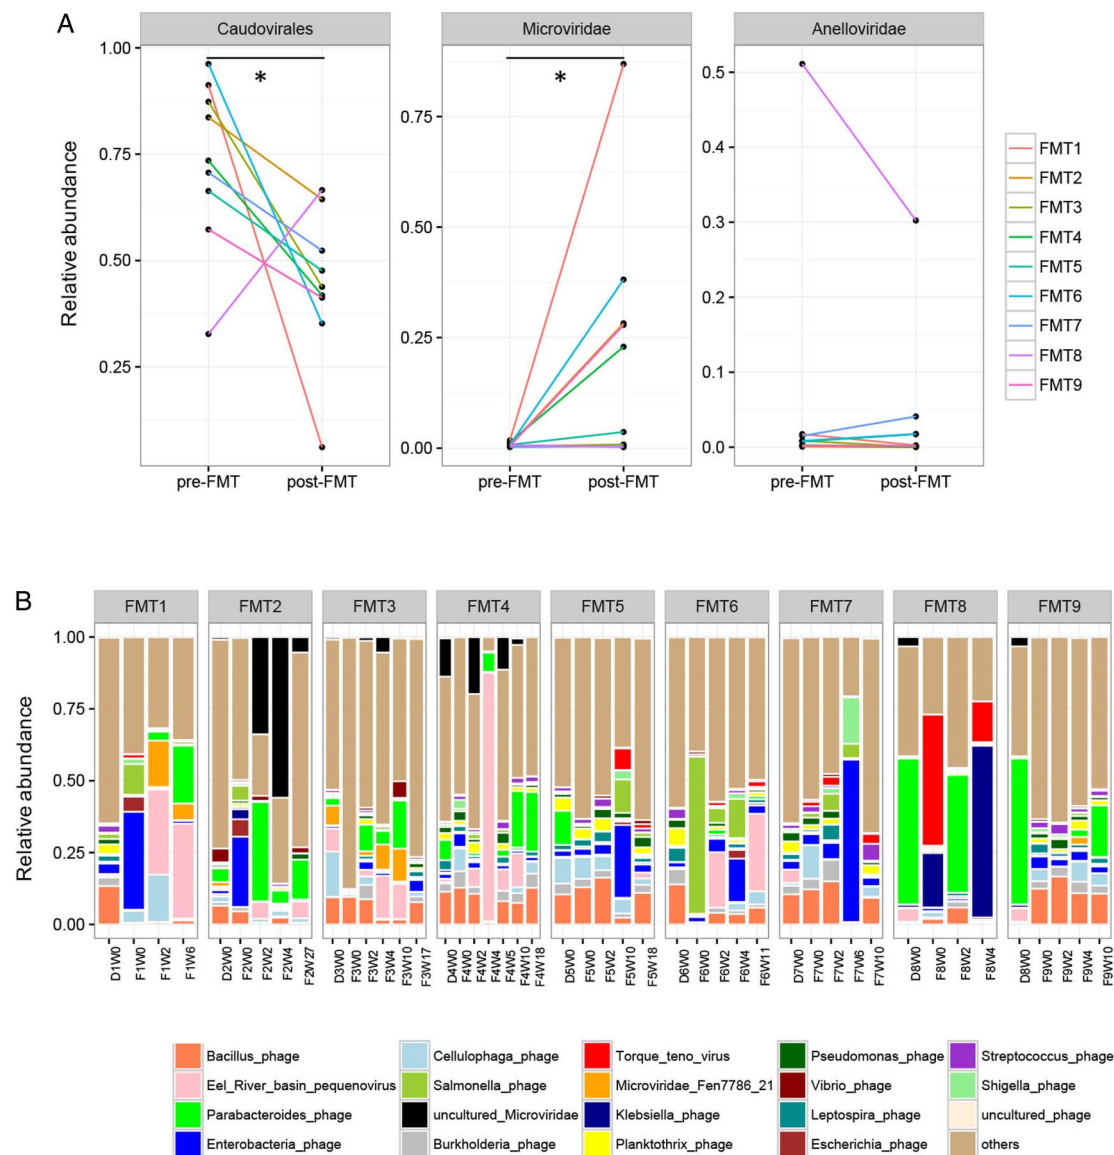 A
Caudovirales
Microviridae
Anelloviridae
Relative abundance
1.00
0.75
0.50
0.25
*
pre-FMT
post-FMT
0.75
0.50
0.25
0.00
*
pre-FMT
post-FMT
0.5
0.4
0.3
0.2
0.1
0.0
pre-FMT
post-FMT
FMT1
FMT2
FMT3
FMT4
FMT5
FMT6
FMT7
FMT8
FMT9
B
FMT1
FMT2
FMT3
FMT4
FMT5
FMT6
FMT7
FMT8
FMT9
Relative abundance
1.00
0.75
0.50
0.25
0.00
D1W0
F1W0
F1W2
F1W6
D2W0
F2W0
F2W2
F2W4
F2W27
D3W0
F3W0
F3W2
F3W4
F3W10
F3W17
D4W0
F4W0
F4W2
F4W4
F4W5
F4W10
F4W18
D5W0
F5W0
F5W2
F5W10
F5W18
D6W0
F6W0
F6W2
F6W4
F6W11
D7W0
F7W0
F7W2
F7W6
F7W10
D8W0
F8W0
F8W2
F8W4
D8W0
F9W0
F9W2
F9W4
F9W10
Bacillus_phage
Eel_River_basin_pequenovirus
Parabacteroides_phage
Enterobacteria_phage
Cellulophaga_phage
Salmonella_phage
uncultured_Microviridae
Burkholderia_phage
Torque_teno_virus
Microviridae_Fen7786_21
Klebsiella_phage
Planktothrix_phage
Pseudomonas_phage
Vibrio_phage
Leptospira_phage
Escherichia_phage
Streptococcus_phage
Shigella_phage
uncultured_phage
others